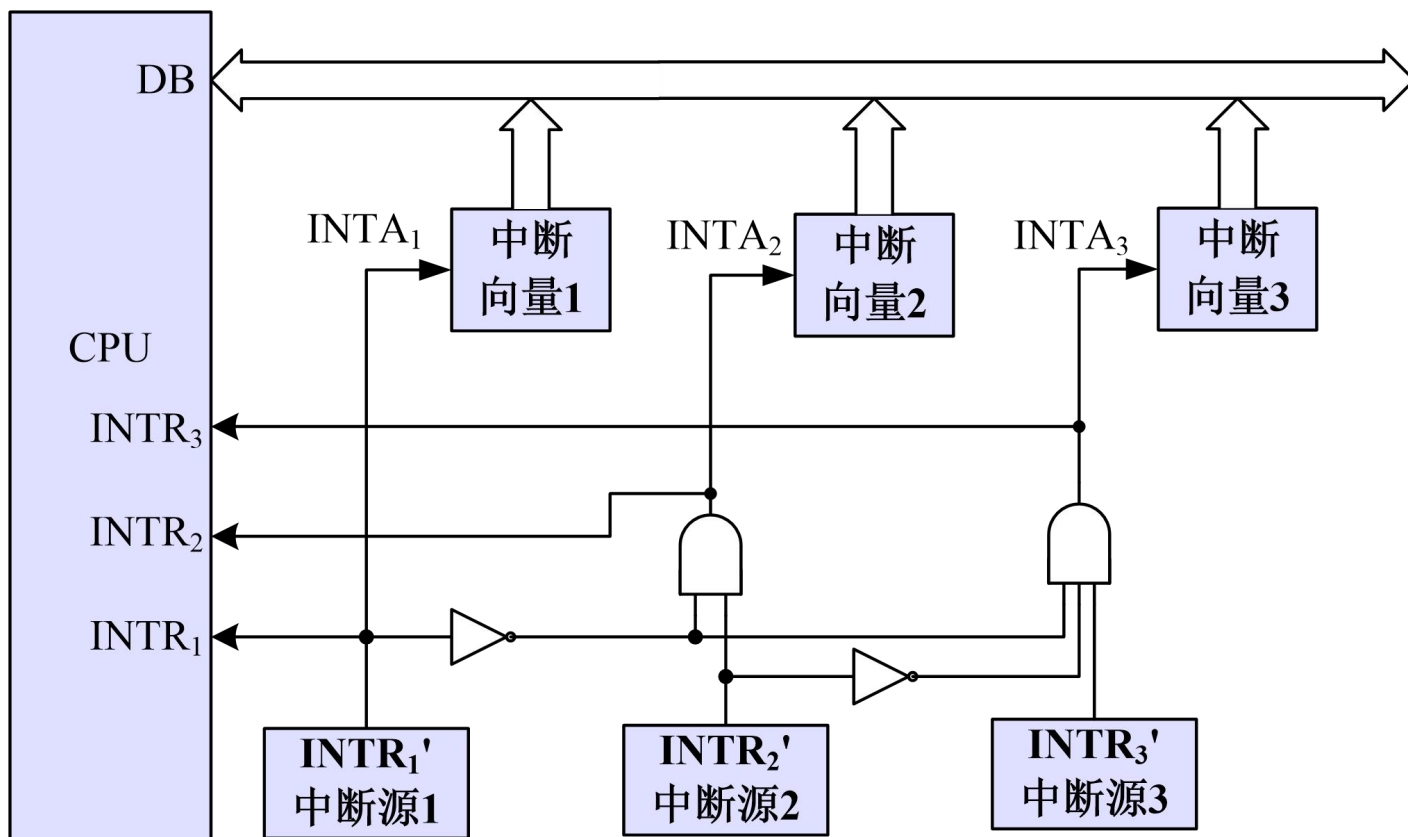 DB
INTA₁
中断
向量1
INTA₂
中断
向量2
INTA₃
中断
向量3
CPU
INTR₃
INTR₂
INTR₁
INTR₁'
中断源1
INTR₂'
中断源2
INTR₃'
中断源3